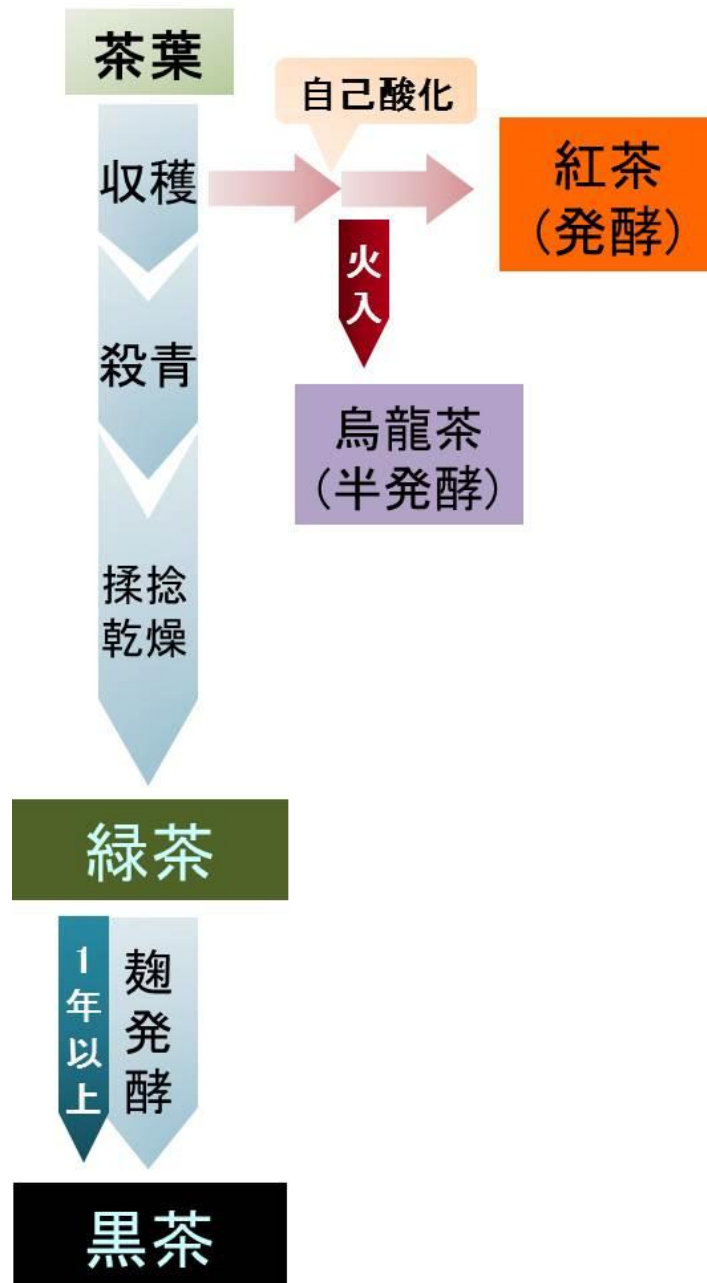 茶葉
自己酸化
収穫
紅茶
(発酵)
火入
殺青
烏龍茶
(半発酵)
揉捻
乾燥
緑茶
1年以上
麹発酵
黒茶